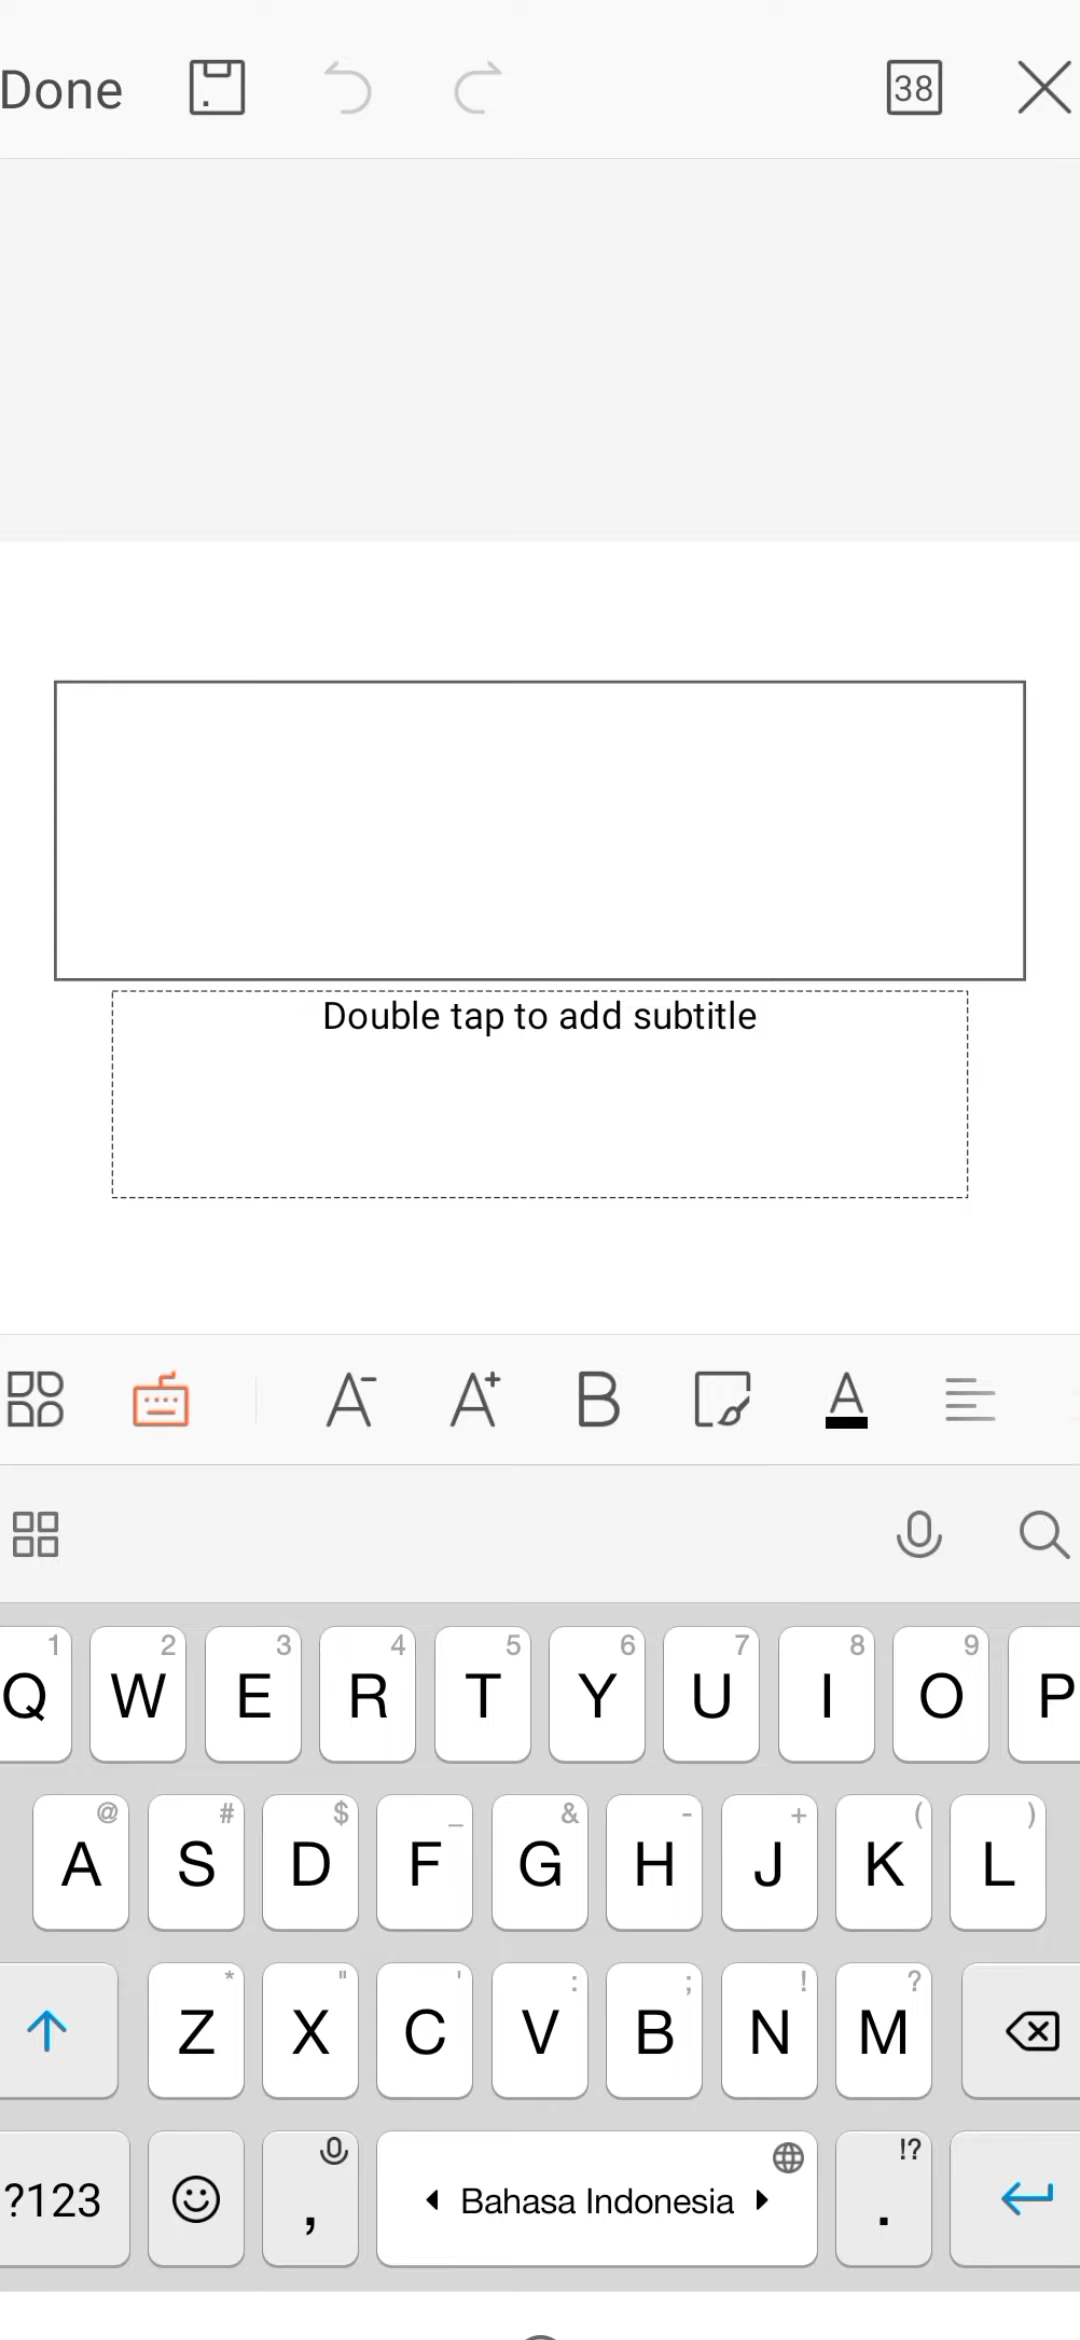 Done 38
Double tap to add subtitle
A- A+ B A
1 2 3 4 5 6 7 8 9
Q W E R T Y U I O P
@ # $ _ & - + ( )
A S D F G H J K L
* " ' : ; ! ?
Z X C V B N M
!?
?123 , Bahasa Indonesia .